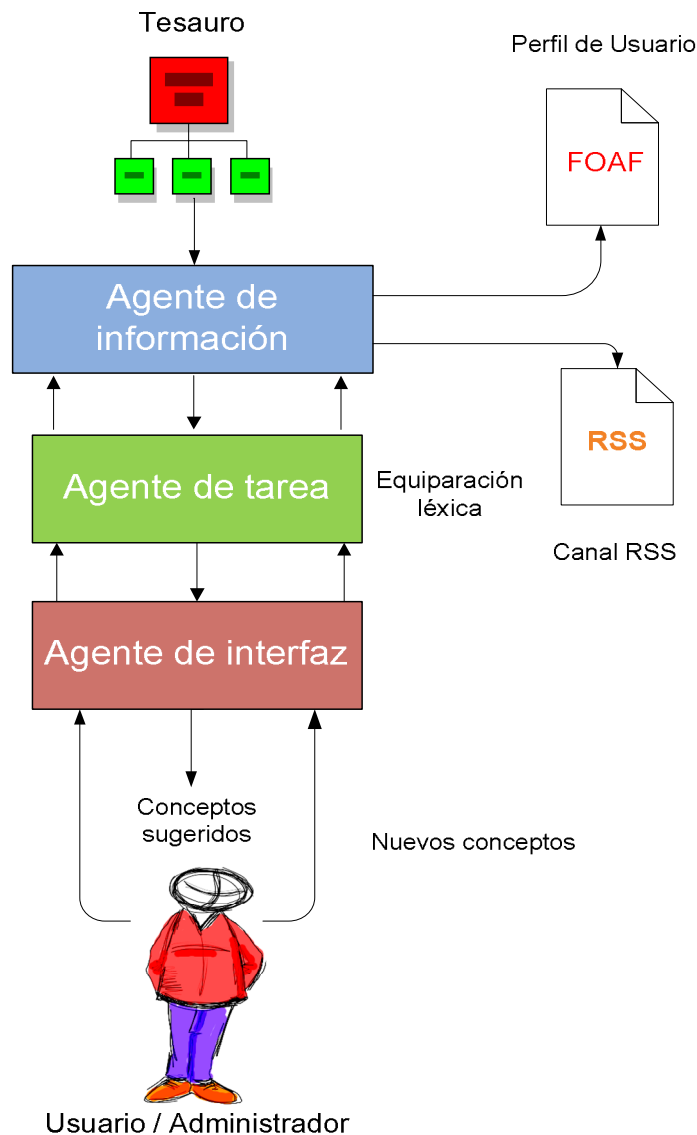 Tesauro
Perfil de Usuario
FOAF
Agente de
información
RSS
Agente de tarea
Equiparación
léxica
Canal RSS
Agente de interfaz
Conceptos
sugeridos
Nuevos conceptos
Usuario / Administrador